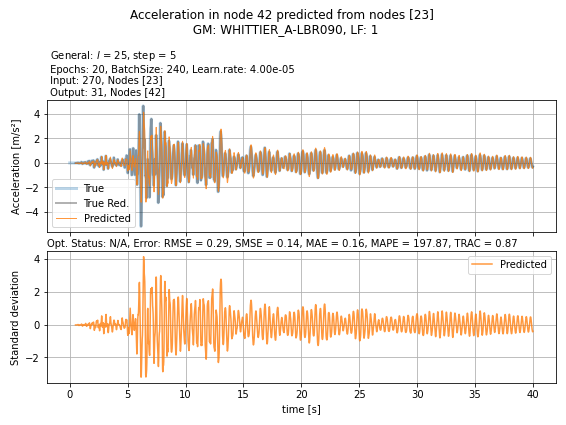 Acceleration in node 42 predicted from nodes [23]
GM: WHITTIER_A-LBR090, LF: 1
General: l = 25, step = 5
Epochs: 20, BatchSize: 240, Learn.rate: 4.00e-05
Input: 270, Nodes [23]
Output: 31, Nodes [42]
Acceleration [m/s²]
4
2
0
−2
−4
True
True Red.
Predicted
Opt. Status: N/A, Error: RMSE = 0.29, SMSE = 0.14, MAE = 0.16, MAPE = 197.87, TRAC = 0.87
Standard deviation
4
2
0
−2
Predicted
0 5 10 15 20 25 30 35 40
time [s]